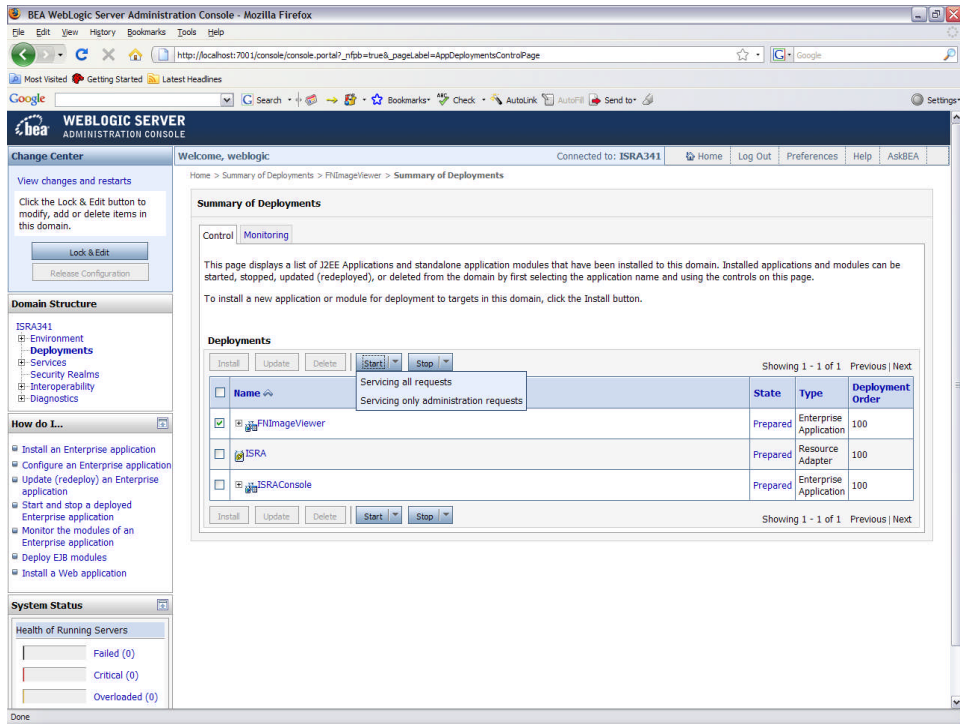 BEA WebLogic Server Administration Console - Mozilla Firefox
File Edit View History Bookmarks Tools Help
http://localhost:7001/console/console.portal?_nfpb=true&_pageLabel=AppDeploymentsControlPage
G Google
Most Visited Getting Started Latest Headlines
Google G Search Bookmarks Check AutoLink AutoFill Send to Settings
bea WEBLOGIC SERVER
ADMINISTRATION CONSOLE
Change Center
View changes and restarts
Click the Lock & Edit button to
modify, add or delete items in
this domain.
Lock & Edit
Release Configuration
Domain Structure
ISRA341
Environment
Deployments
Services
Security Realms
Interoperability
Diagnostics
How do I...
Install an Enterprise application
Configure an Enterprise application
Update (redeploy) an Enterprise
application
Start and stop a deployed
Enterprise application
Monitor the modules of an
Enterprise application
Deploy EJB modules
Install a Web application
System Status
Health of Running Servers
Failed (0)
Critical (0)
Overloaded (0)
Welcome, weblogic Connected to: ISRA341 Home Log Out Preferences Help AskBEA
Home > Summary of Deployments > FNImageViewer > Summary of Deployments
Summary of Deployments
Control Monitoring
This page displays a list of J2EE Applications and standalone application modules that have been installed to this domain. Installed applications and modules can be
started, stopped, updated (redeployed), or deleted from the domain by first selecting the application name and using the controls on this page.
To install a new application or module for deployment to targets in this domain, click the Install button.
Deployments
Install Update Delete Start Stop Showing 1 - 1 of 1 Previous | Next
Servicing all requests
Servicing only administration requests
Name State Type Deployment Order
FNImageViewer Prepared Enterprise Application 100
ISRA Prepared Resource Adapter 100
ISRAConsole Prepared Enterprise Application 100
Install Update Delete Start Stop Showing 1 - 1 of 1 Previous | Next
Done